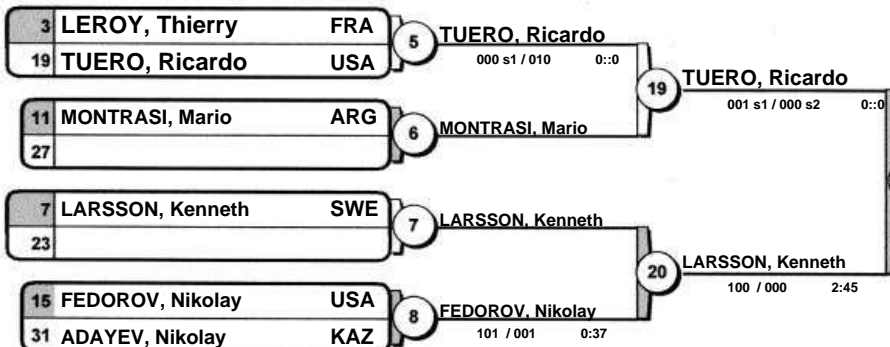 3 LEROY, Thierry FRA
19 TUERO, Ricardo USA
5 TUERO, Ricardo
000 s1 / 010 0::0
11 MONTRASI, Mario ARG
27
6 MONTRASI, Mario
19 TUERO, Ricardo
001 s1 / 000 s2 0::0
7 LARSSON, Kenneth SWE
23
7 LARSSON, Kenneth
15 FEDOROV, Nikolay USA
31 ADAYEV, Nikolay KAZ
8 FEDOROV, Nikolay
101 / 001 0:37
20 LARSSON, Kenneth
100 / 000 2:45